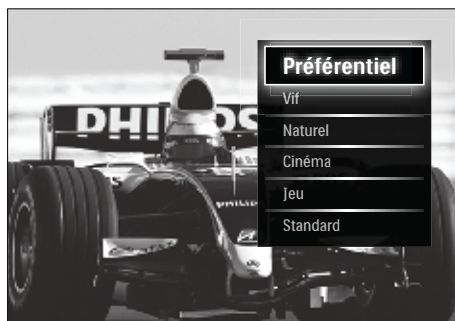 Préférentiel
Vif
Naturel
Cinéma
Jeu
Standard
PHILIPS